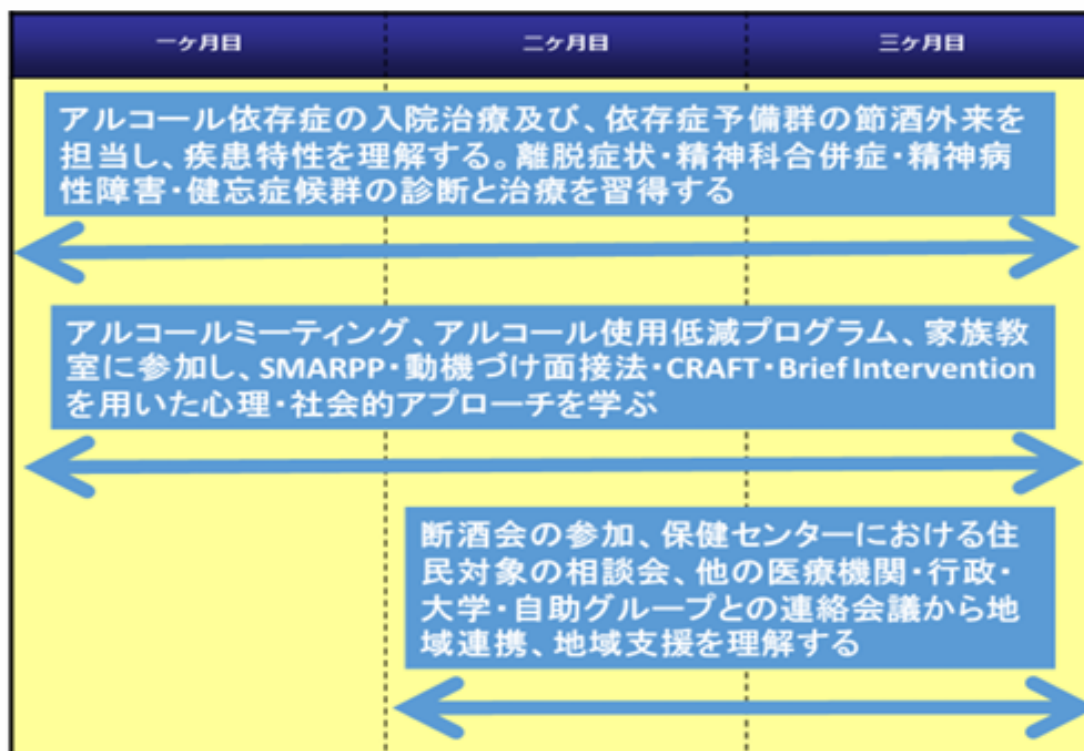 一ヶ月目
二ヶ月目
三ヶ月目
アルコール依存症の入院治療及び、依存症予備群の節酒外来を
担当し、疾患特性を理解する。離脱症状・精神科合併症・精神病
性障害・健忘症候群の診断と治療を習得する
アルコールミーティング、アルコール使用低減プログラム、家族教
室に参加し、SMARPP・動機づけ面接法・CRAFT・Brief Intervention
を用いた心理・社会的アプローチを学ぶ
断酒会の参加、保健センターにおける住
民対象の相談会、他の医療機関・行政・
大学・自助グループとの連絡会議から地
域連携、地域支援を理解する